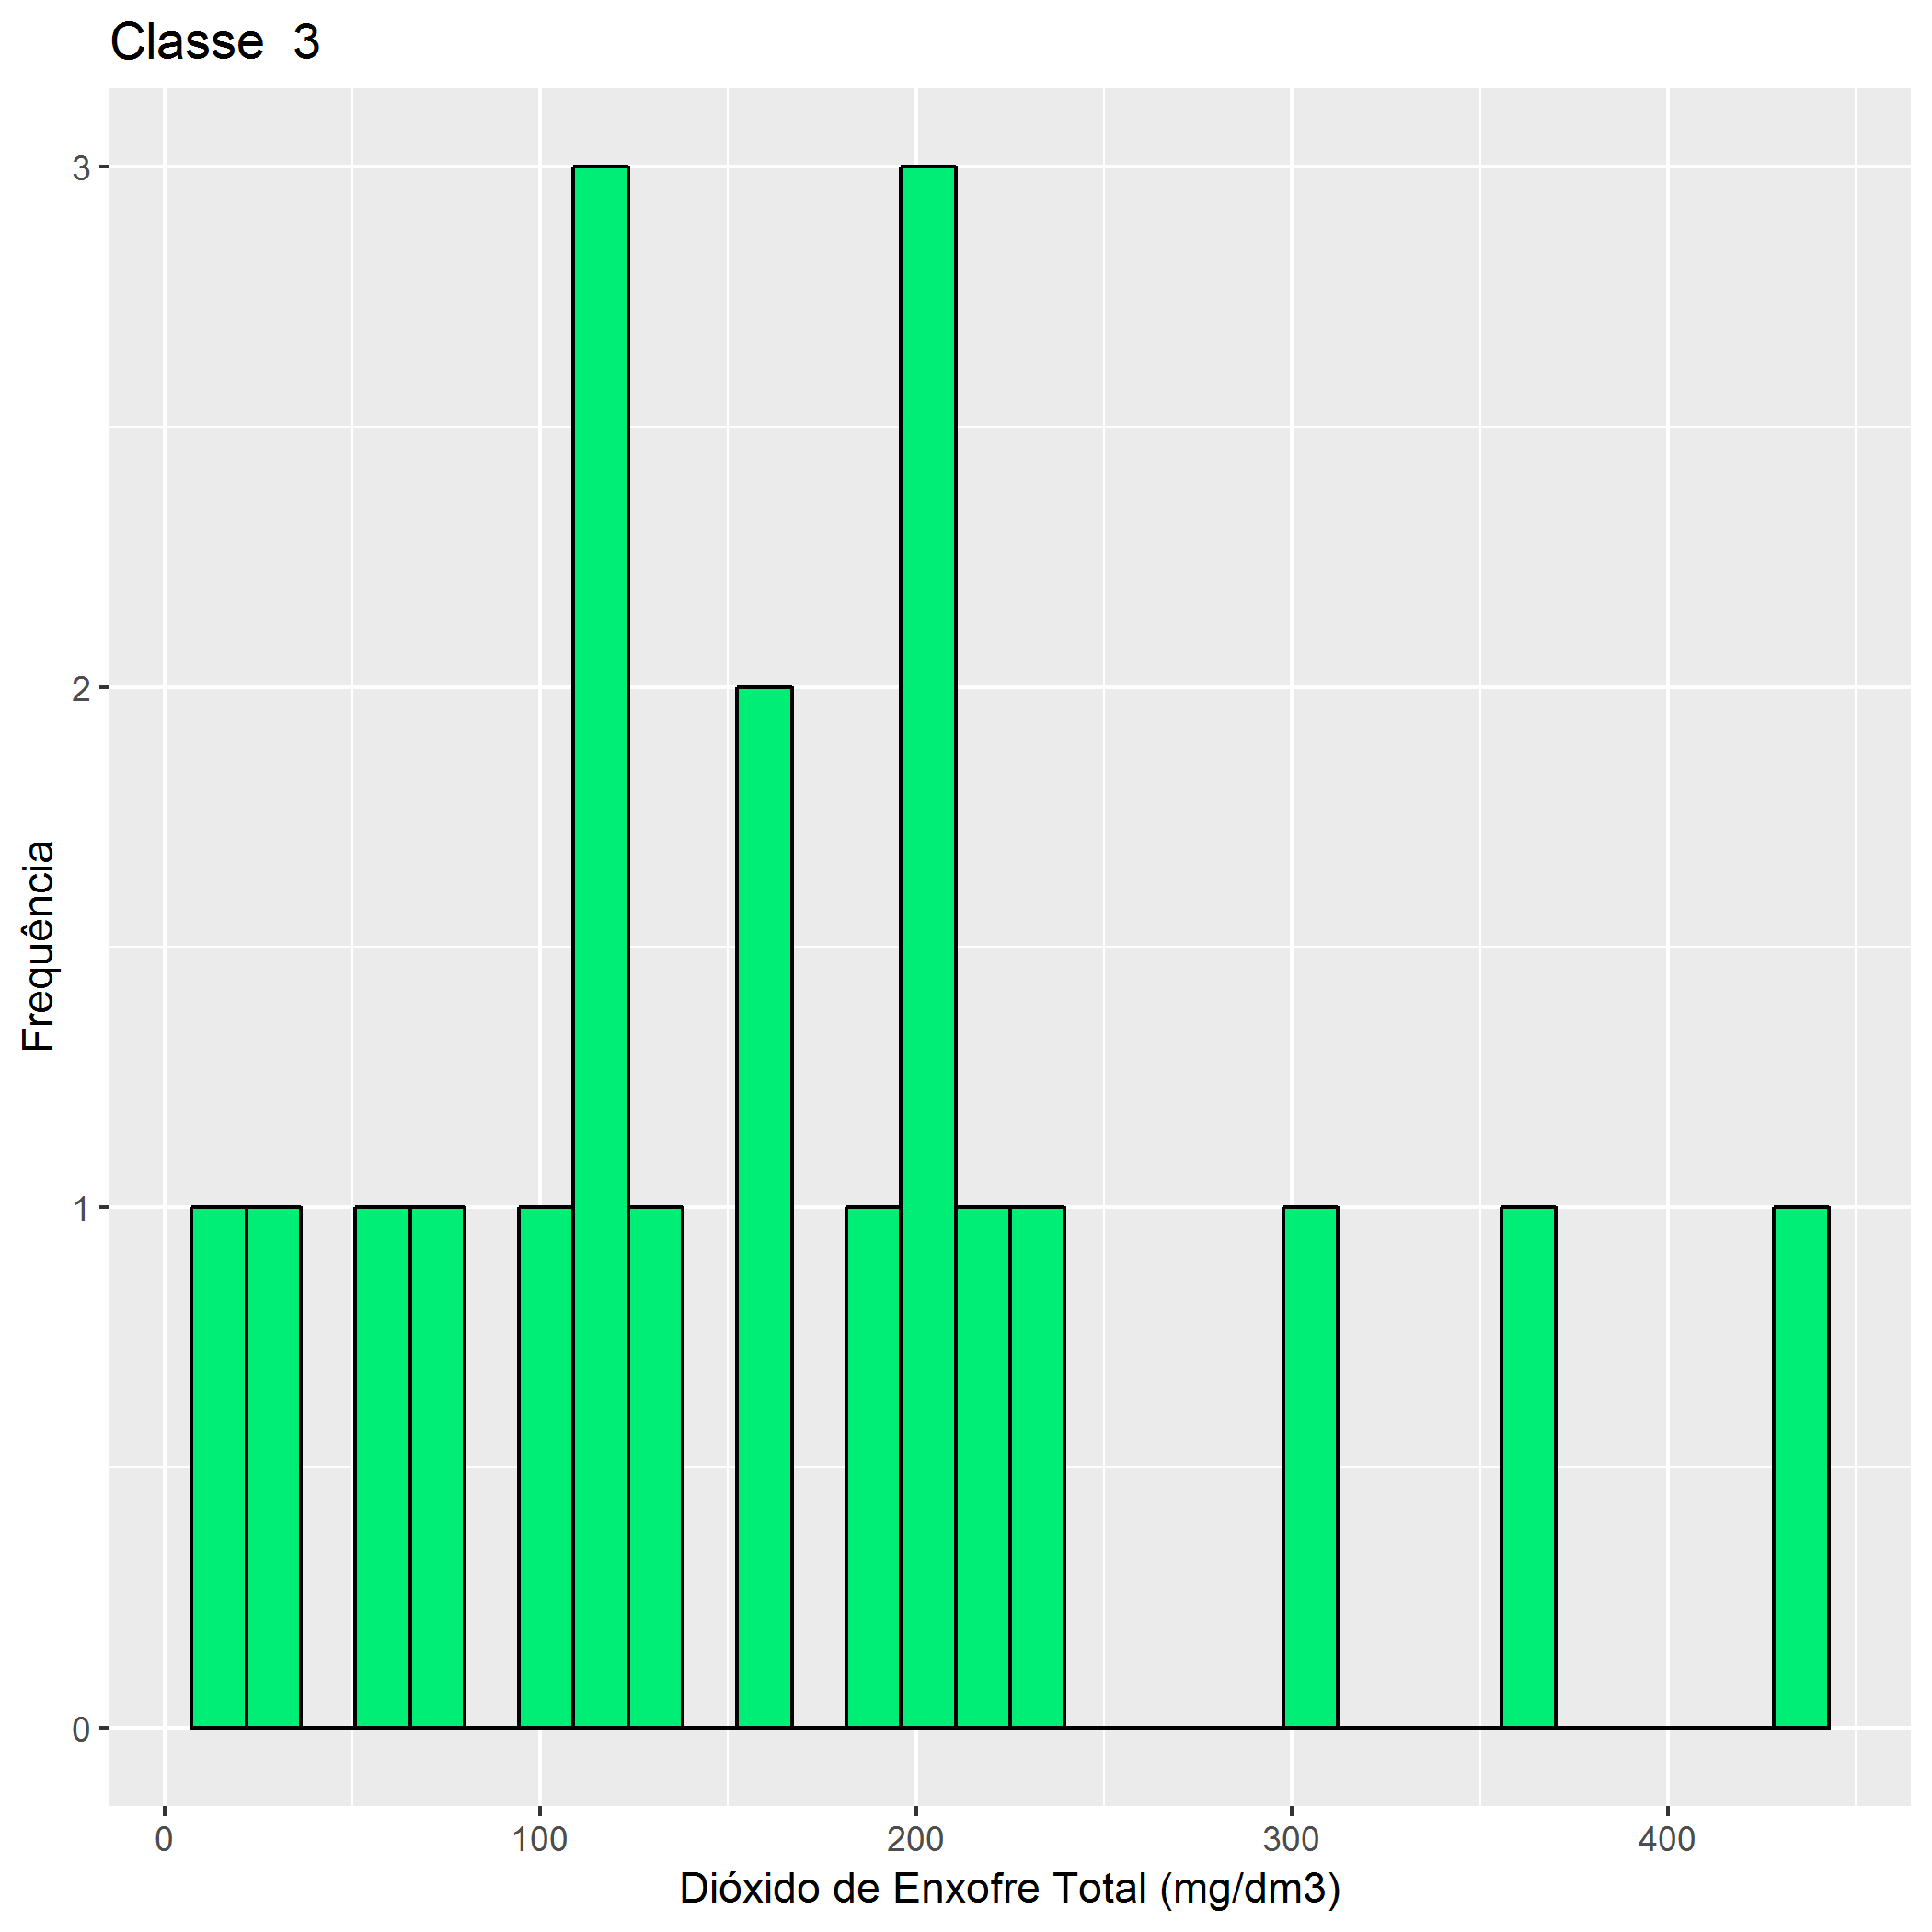 Classe  3
Frequência
3
2
1
0
0 100 200 300 400
Dióxido de Enxofre Total (mg/dm3)